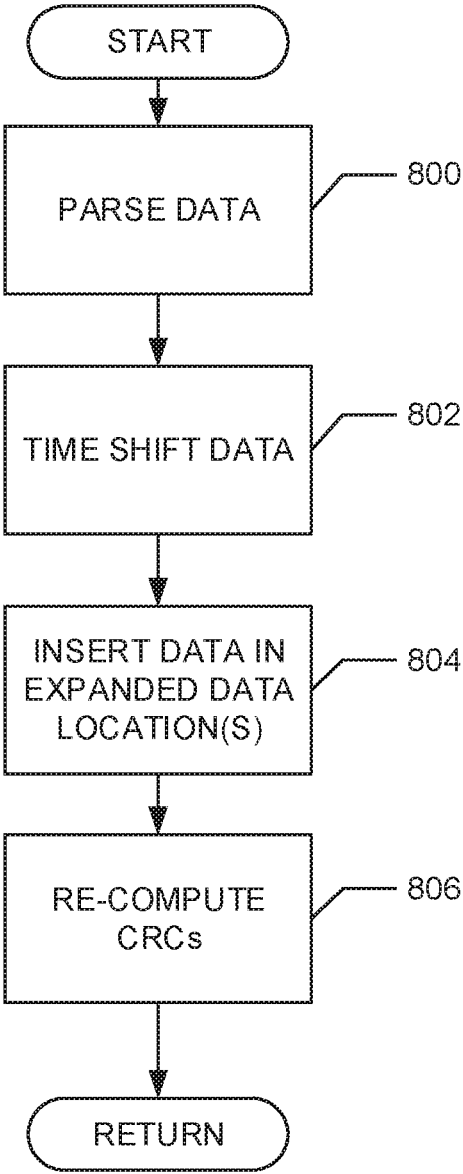 START
PARSE DATA
800
TIME SHIFT DATA
802
INSERT DATA IN
EXPANDED DATA
LOCATION(S)
804
RE-COMPUTE
CRCs
806
RETURN